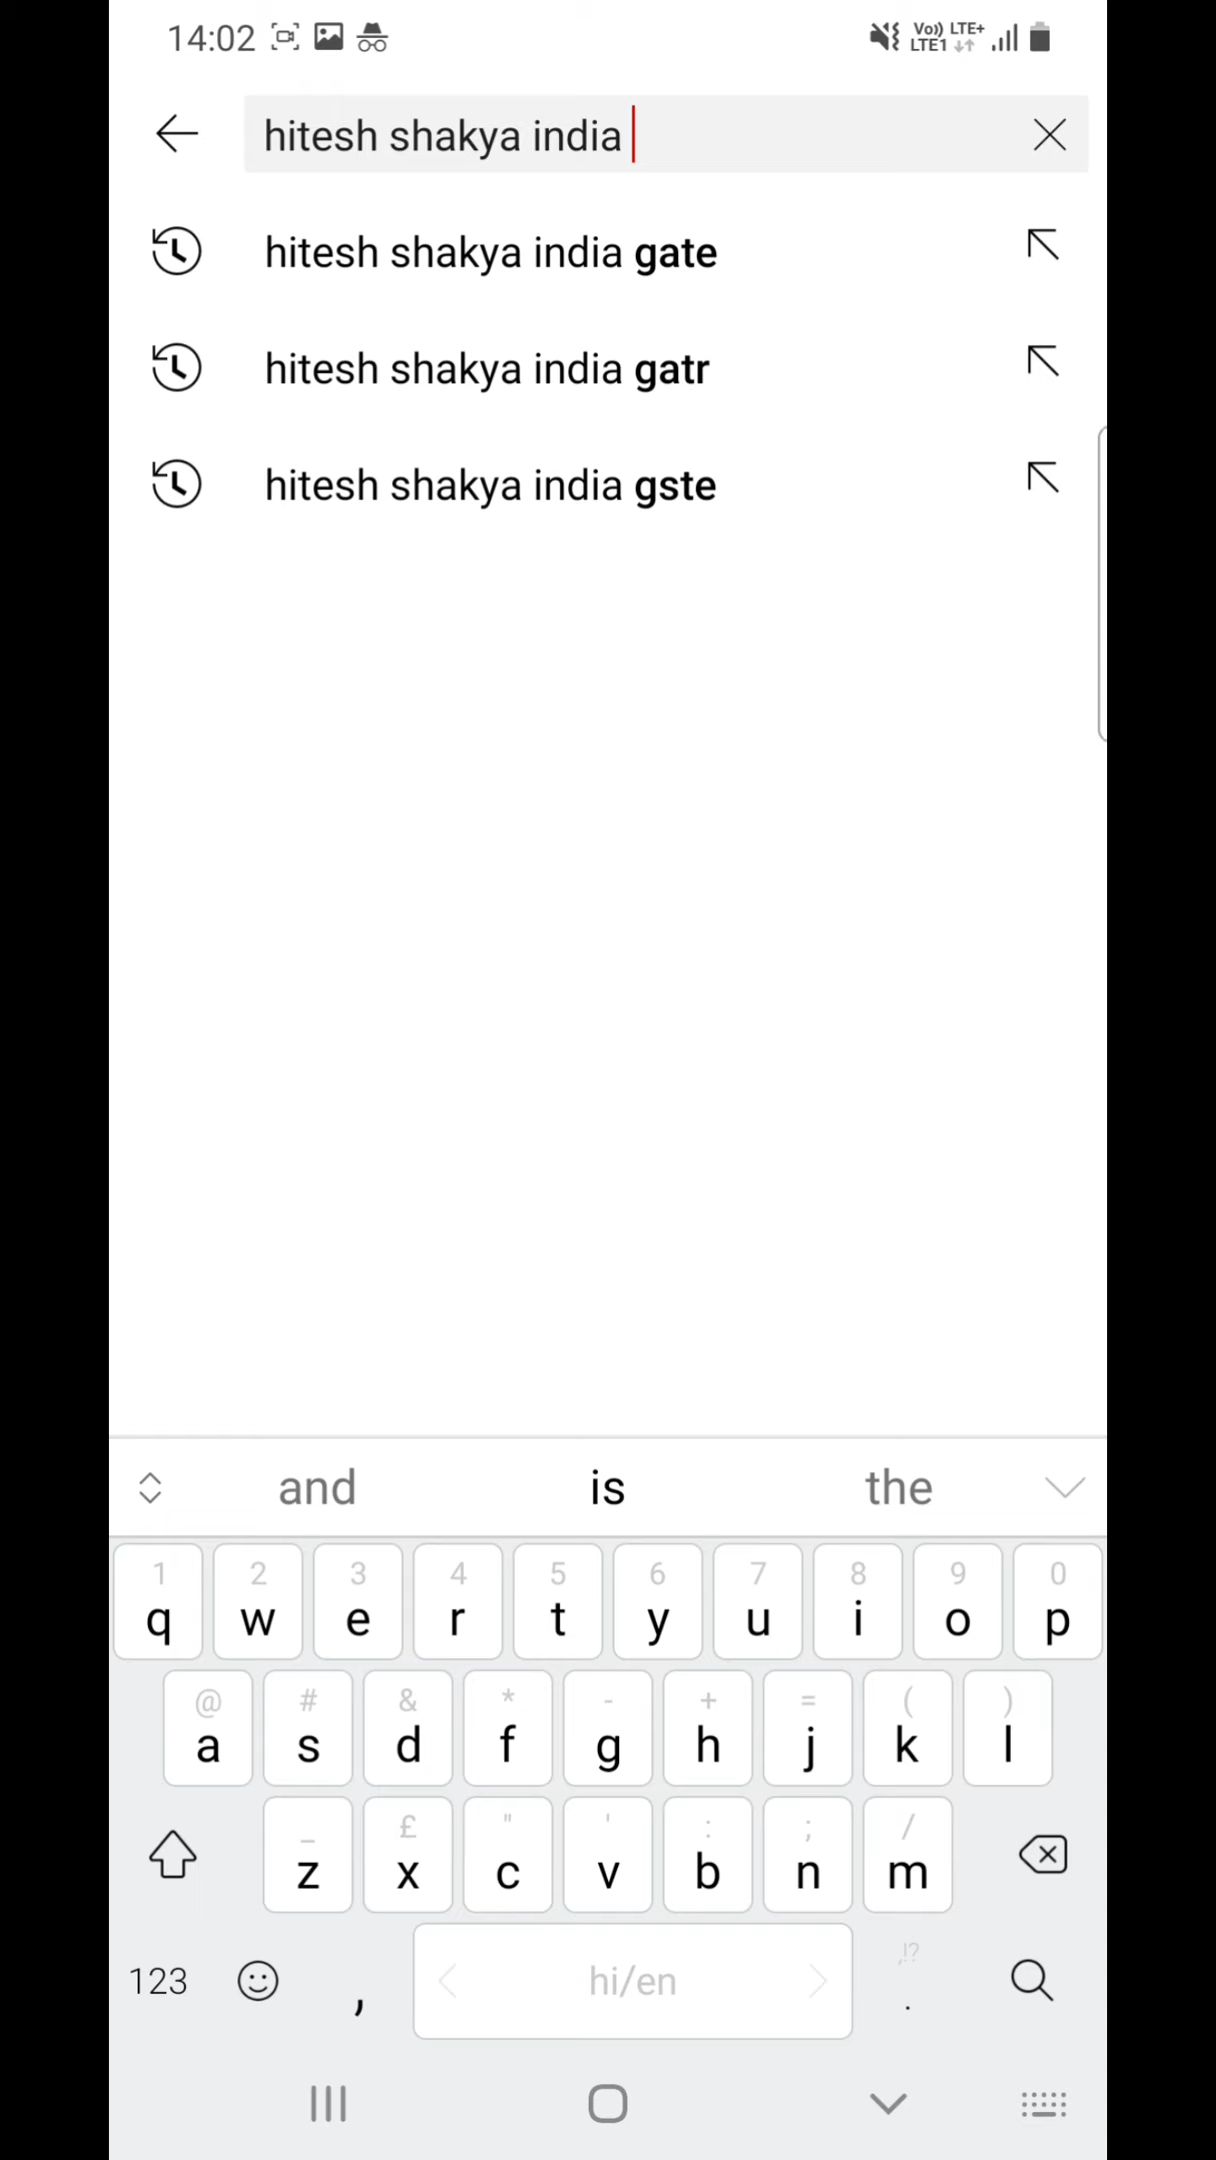 14:02 Vo)) LTE+
LTE1
hitesh shakya india
hitesh shakya india gate
hitesh shakya india gatr
hitesh shakya india gste
and is the
1 2 3 4 5 6 7 8 9 0
q w e r t y u i o p
@ # & * - + = ( )
a s d f g h j k l
_ £ " ' : ; /
z x c v b n m
,!?
123 , < hi/en > .